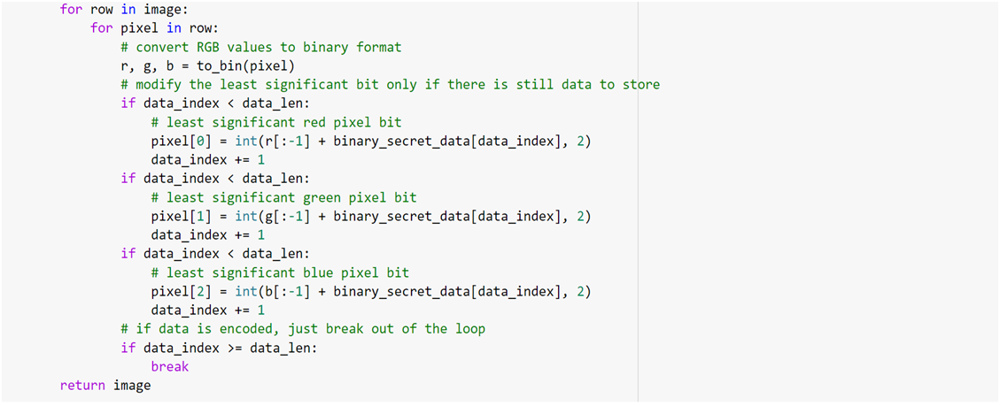 for row in image:
for pixel in row:
# convert RGB values to binary format
r, g, b = to_bin(pixel)
# modify the least significant bit only if there is still data to store
if data_index < data_len:
# least significant red pixel bit
pixel[0] = int(r[:-1] + binary_secret_data[data_index], 2)
data_index += 1
if data_index < data_len:
# least significant green pixel bit
pixel[1] = int(g[:-1] + binary_secret_data[data_index], 2)
data_index += 1
if data_index < data_len:
# least significant blue pixel bit
pixel[2] = int(b[:-1] + binary_secret_data[data_index], 2)
data_index += 1
# if data is encoded, just break out of the loop
if data_index >= data_len:
break
return image